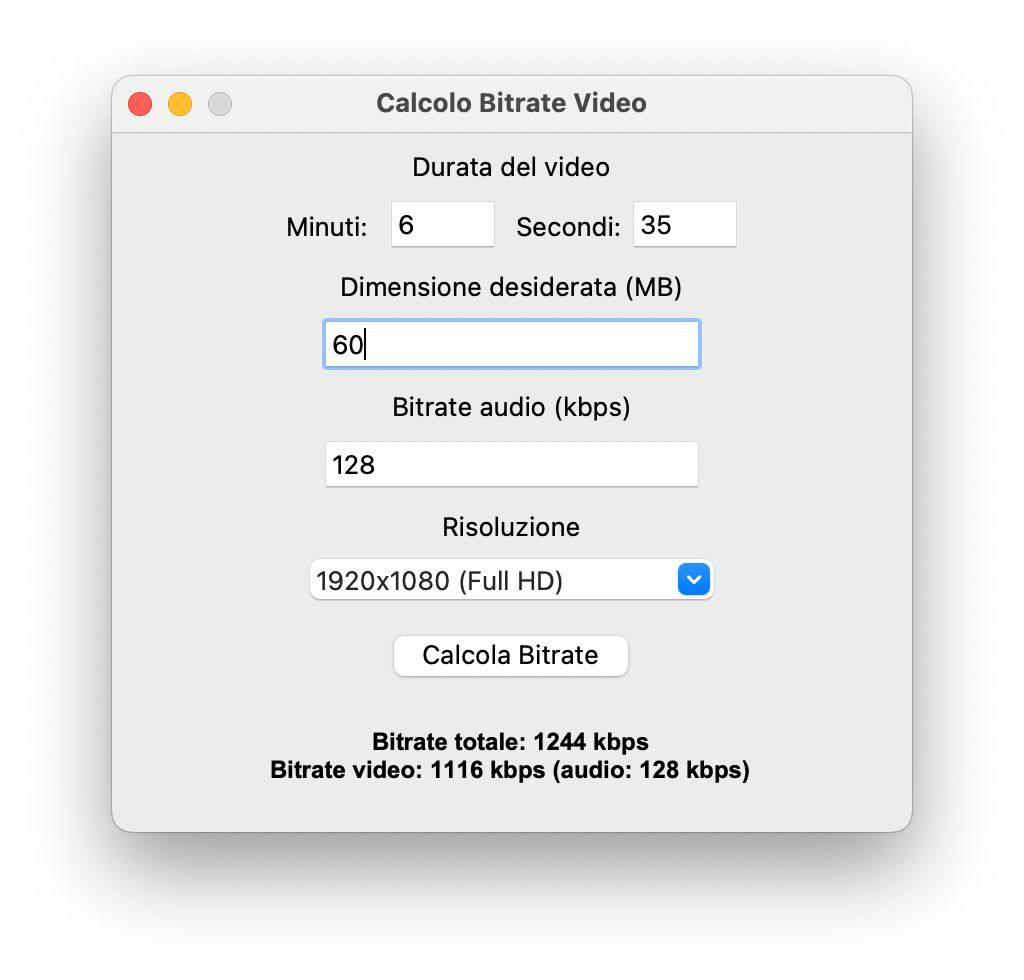 Calcolo Bitrate Video
Durata del video
Minuti: 6 Secondi: 35
Dimensione desiderata (MB)
60
Bitrate audio (kbps)
128
Risoluzione
1920x1080 (Full HD)
Calcola Bitrate
Bitrate totale: 1244 kbps
Bitrate video: 1116 kbps (audio: 128 kbps)